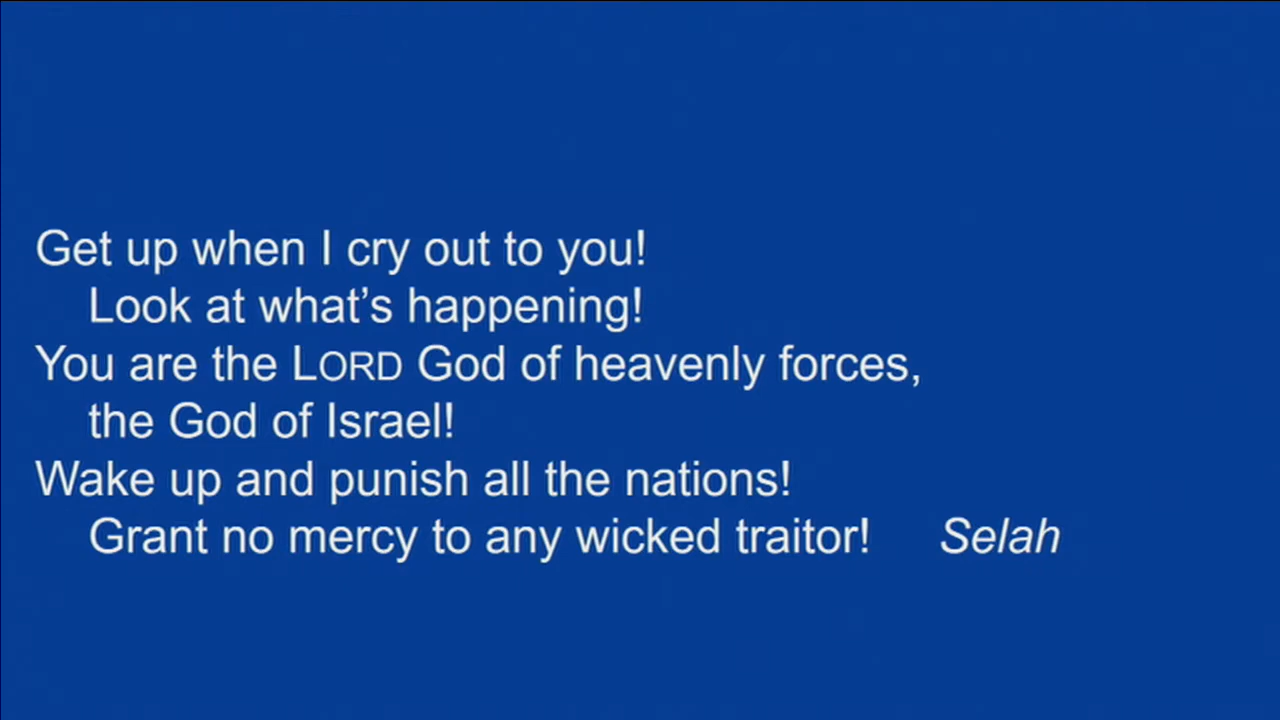 Get up when I cry out to you!
Look at what’s happening!
You are the LORD God of heavenly forces,
the God of Israel!
Wake up and punish all the nations!
Grant no mercy to any wicked traitor! Selah